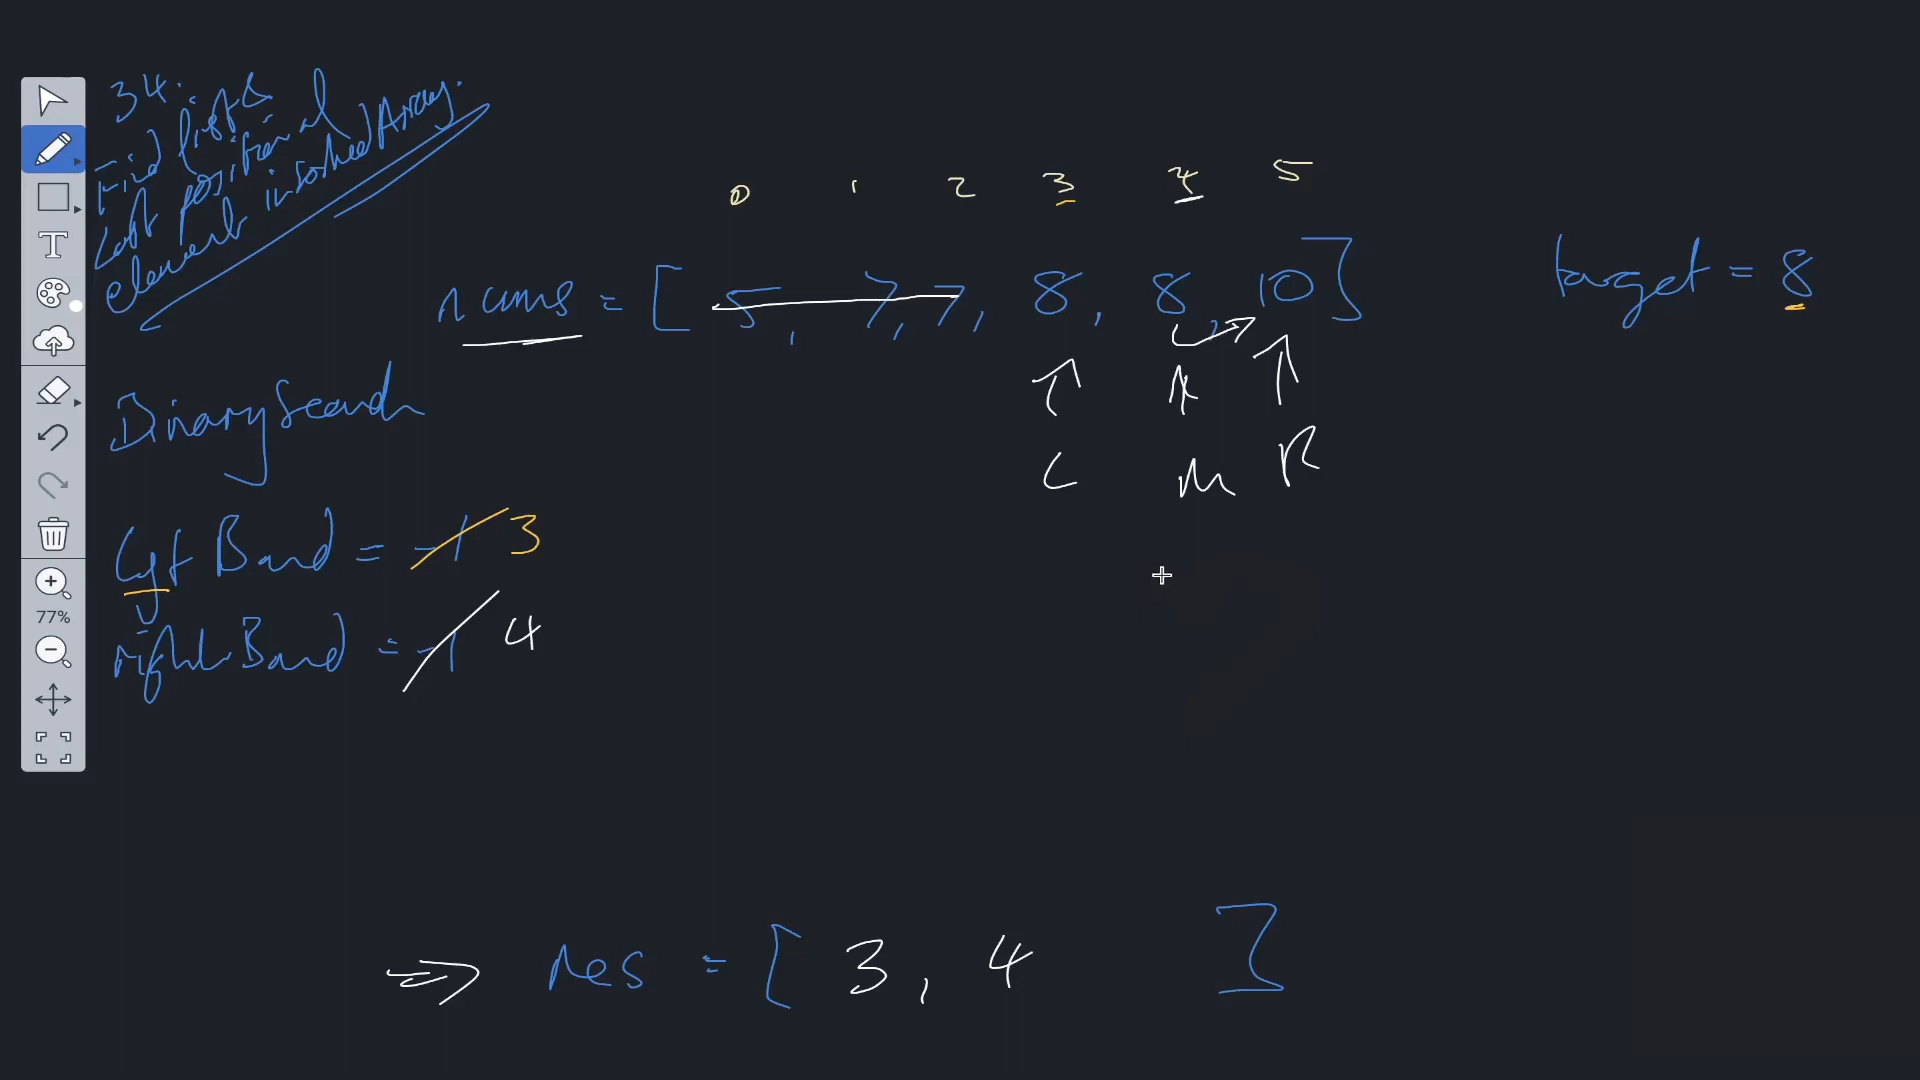 34.
Find first &
Last position of
element in sorted Array.
0 1 2 3 4 5
nums = [ 5, 7, 7, 8, 8, 10 ]
target = 8
Binary Search
L M R
Left Bound = -1 3
right Bound = -1 4
77%
=> res = [ 3, 4 ]